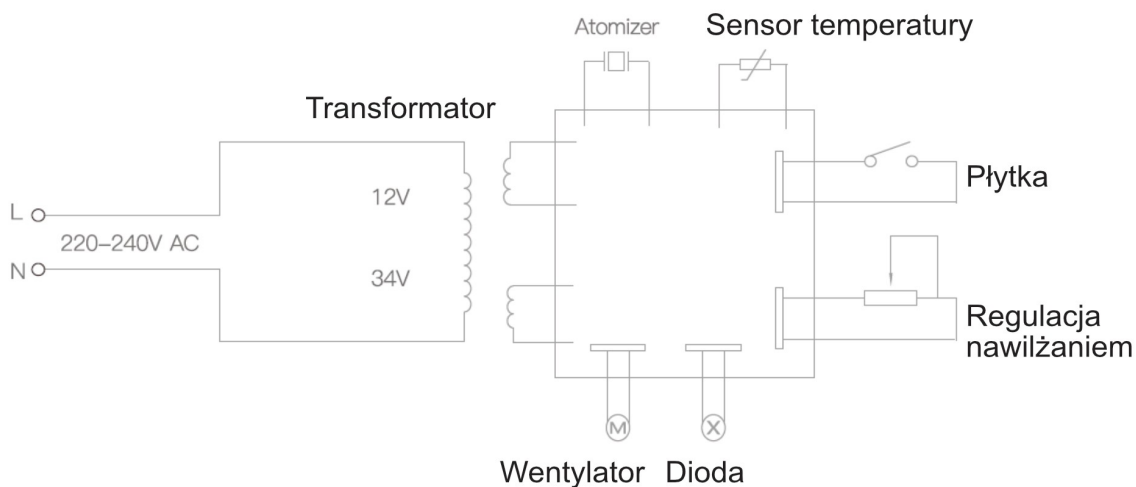 Atomizer
Sensor temperatury
Transformator
12V
Płytka
L
220–240V AC
N
34V
Regulacja
nawilżaniem
M
X
Wentylator
Dioda